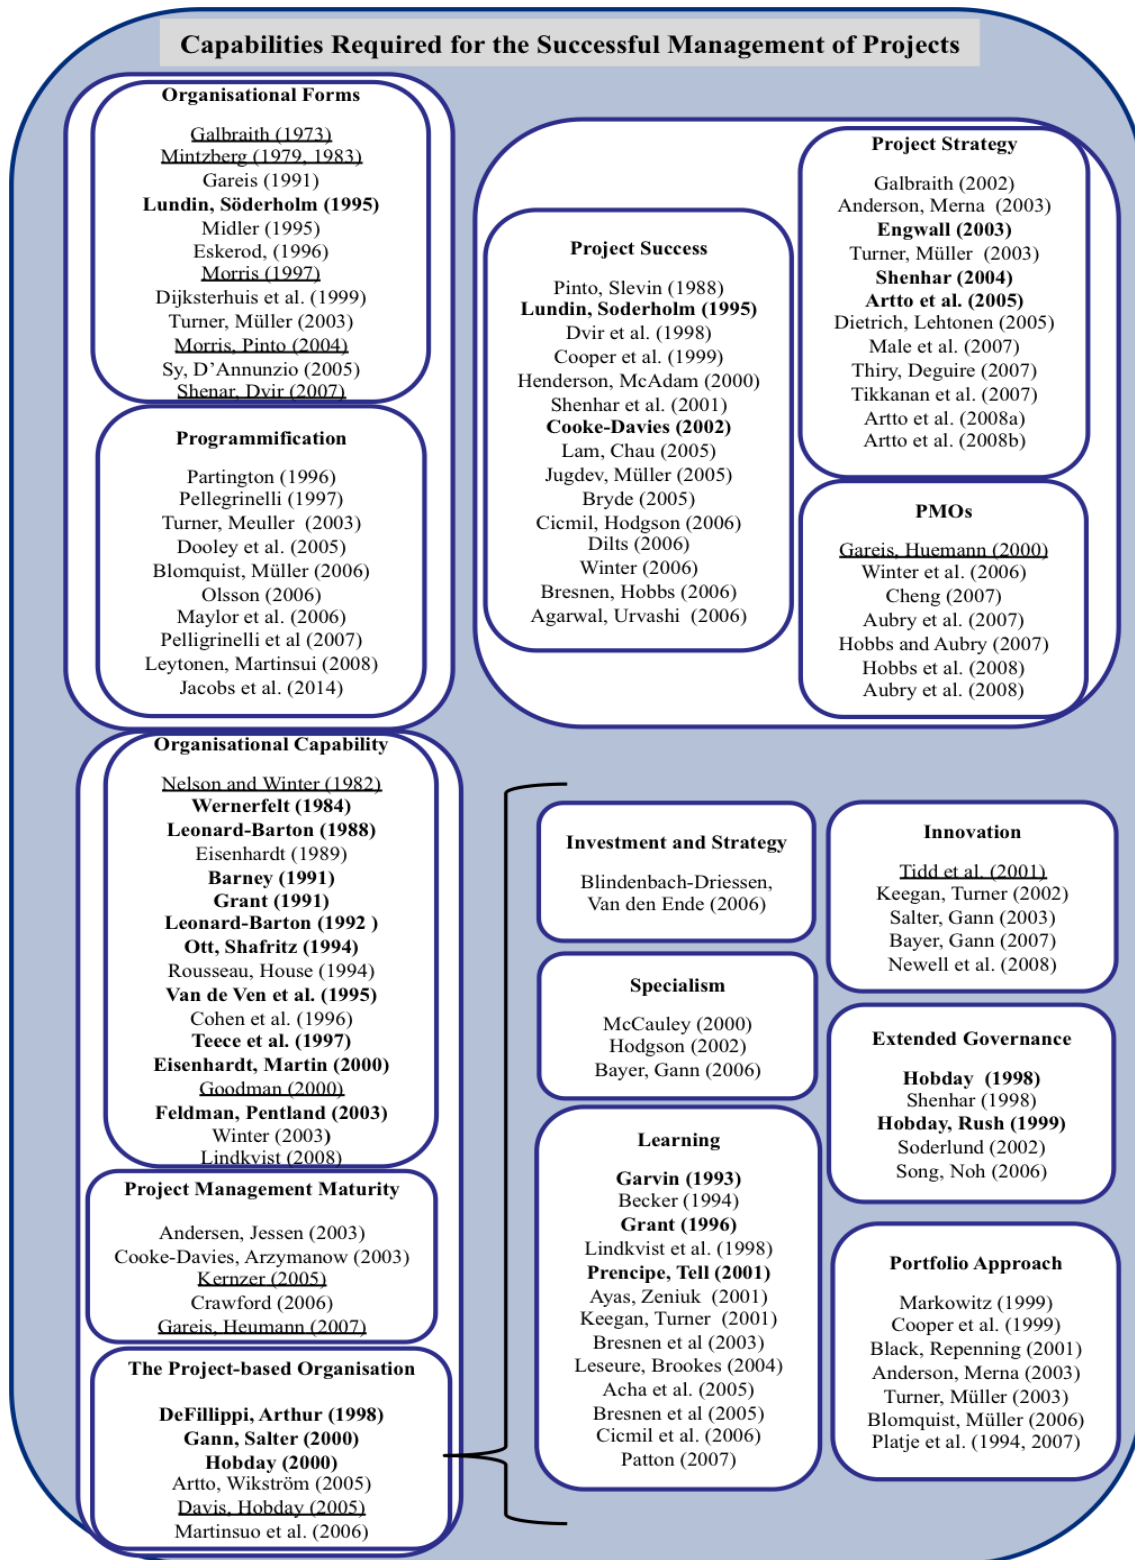 Capabilities Required for the Successful Management of Projects
Organisational Forms
Galbraith (1973)
Mintzberg (1979, 1983)
Gareis (1991)
Lundin, Söderholm (1995)
Midler (1995)
Eskerod, (1996)
Morris (1997)
Dijksterhuis et al. (1999)
Turner, Müller (2003)
Morris, Pinto (2004)
Sy, D'Annunzio (2005)
Shenar, Dvir (2007)
Programmification
Partington (1996)
Pellegrinelli (1997)
Turner, Meuller (2003)
Dooley et al. (2005)
Blomquist, Müller (2006)
Olsson (2006)
Maylor et al. (2006)
Pelligrinelli et al (2007)
Leytonen, Martinsui (2008)
Jacobs et al. (2014)
Project Success
Pinto, Slevin (1988)
Lundin, Soderholm (1995)
Dvir et al. (1998)
Cooper et al. (1999)
Henderson, McAdam (2000)
Shenhar et al. (2001)
Cooke-Davies (2002)
Lam, Chau (2005)
Jugdev, Müller (2005)
Bryde (2005)
Cicmil, Hodgson (2006)
Dilts (2006)
Winter (2006)
Bresnen, Hobbs (2006)
Agarwal, Urvashi (2006)
Project Strategy
Galbraith (2002)
Anderson, Merna (2003)
Engwall (2003)
Turner, Müller (2003)
Shenhar (2004)
Artto et al. (2005)
Dietrich, Lehtonen (2005)
Male et al. (2007)
Thiry, Deguire (2007)
Tikkanan et al. (2007)
Artto et al. (2008a)
Artto et al. (2008b)
PMOs
Gareis, Huemann (2000)
Winter et al. (2006)
Cheng (2007)
Aubry et al. (2007)
Hobbs and Aubry (2007)
Hobbs et al. (2008)
Aubry et al. (2008)
Organisational Capability
Nelson and Winter (1982)
Wernerfelt (1984)
Leonard-Barton (1988)
Eisenhardt (1989)
Barney (1991)
Grant (1991)
Leonard-Barton (1992 )
Ott, Shafritz (1994)
Rousseau, House (1994)
Van de Ven et al. (1995)
Cohen et al. (1996)
Teece et al. (1997)
Eisenhardt, Martin (2000)
Goodman (2000)
Feldman, Pentland (2003)
Winter (2003)
Lindkvist (2008)
Project Management Maturity
Andersen, Jessen (2003)
Cooke-Davies, Arzymanow (2003)
Kernzer (2005)
Crawford (2006)
Gareis, Heumann (2007)
The Project-based Organisation
DeFillippi, Arthur (1998)
Gann, Salter (2000)
Hobday (2000)
Artto, Wikström (2005)
Davis, Hobday (2005)
Martinsuo et al. (2006)
Investment and Strategy
Blindenbach-Driessen,
Van den Ende (2006)
Specialism
McCauley (2000)
Hodgson (2002)
Bayer, Gann (2006)
Learning
Garvin (1993)
Becker (1994)
Grant (1996)
Lindkvist et al. (1998)
Prencipe, Tell (2001)
Ayas, Zeniuk (2001)
Keegan, Turner (2001)
Bresnen et al (2003)
Leseure, Brookes (2004)
Acha et al. (2005)
Bresnen et al (2005)
Cicmil et al. (2006)
Patton (2007)
Innovation
Tidd et al. (2001)
Keegan, Turner (2002)
Salter, Gann (2003)
Bayer, Gann (2007)
Newell et al. (2008)
Extended Governance
Hobday (1998)
Shenhar (1998)
Hobday, Rush (1999)
Soderlund (2002)
Song, Noh (2006)
Portfolio Approach
Markowitz (1999)
Cooper et al. (1999)
Black, Repenning (2001)
Anderson, Merna (2003)
Turner, Müller (2003)
Blomquist, Müller (2006)
Platje et al. (1994, 2007)